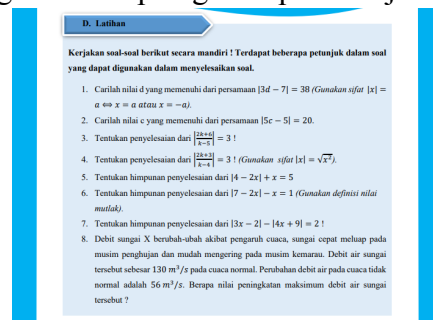 D. Latihan
Kerjakan soal-soal berikut secara mandiri ! Terdapat beberapa petunjuk dalam soal
yang dapat digunakan dalam menyelesaikan soal.
1. Carilah nilai d yang memenuhi dari persamaan |3d − 7| = 38 (Gunakan sifat |x| =
a ⇔ x = a atau x = −a).
2. Carilah nilai c yang memenuhi dari persamaan |5c − 5| = 20.
3. Tentukan penyelesaian dari |(2k+6)/(k−5)| = 3 !
4. Tentukan penyelesaian dari |(2k+3)/(k−4)| = 3 ! (Gunakan sifat |x| = √x²).
5. Tentukan himpunan penyelesaian dari |4 − 2x| + x = 5
6. Tentukan himpunan penyelesaian dari |7 − 2x| − x = 1 (Gunakan definisi nilai
mutlak).
7. Tentukan himpunan penyelesaian dari |3x − 2| − |4x + 9| = 2 !
8. Debit sungai X berubah-ubah akibat pengaruh cuaca, sungai cepat meluap pada
musim penghujan dan mudah mengering pada musim kemarau. Debit air sungai
tersebut sebesar 130 m³/s pada cuaca normal. Perubahan debit air pada cuaca tidak
normal adalah 56 m³/s. Berapa nilai peningkatan maksimum debit air sungai
tersebut ?